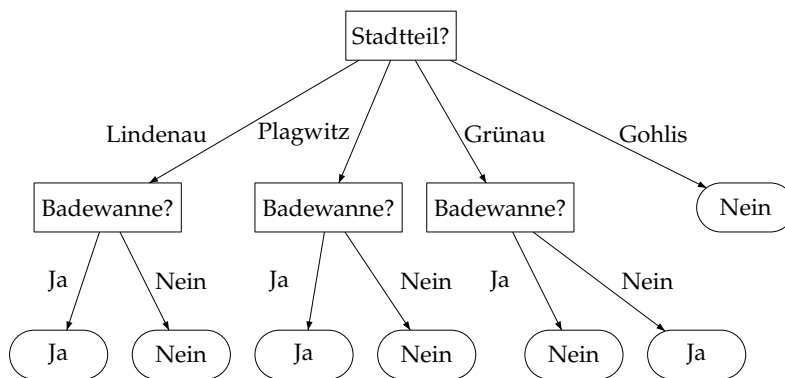 Stadtteil?
Lindenau Plagwitz Grünau Gohlis
Badewanne? Badewanne? Badewanne? Nein
Ja Nein Ja Nein Ja Nein
Ja Nein Ja Nein Nein Ja